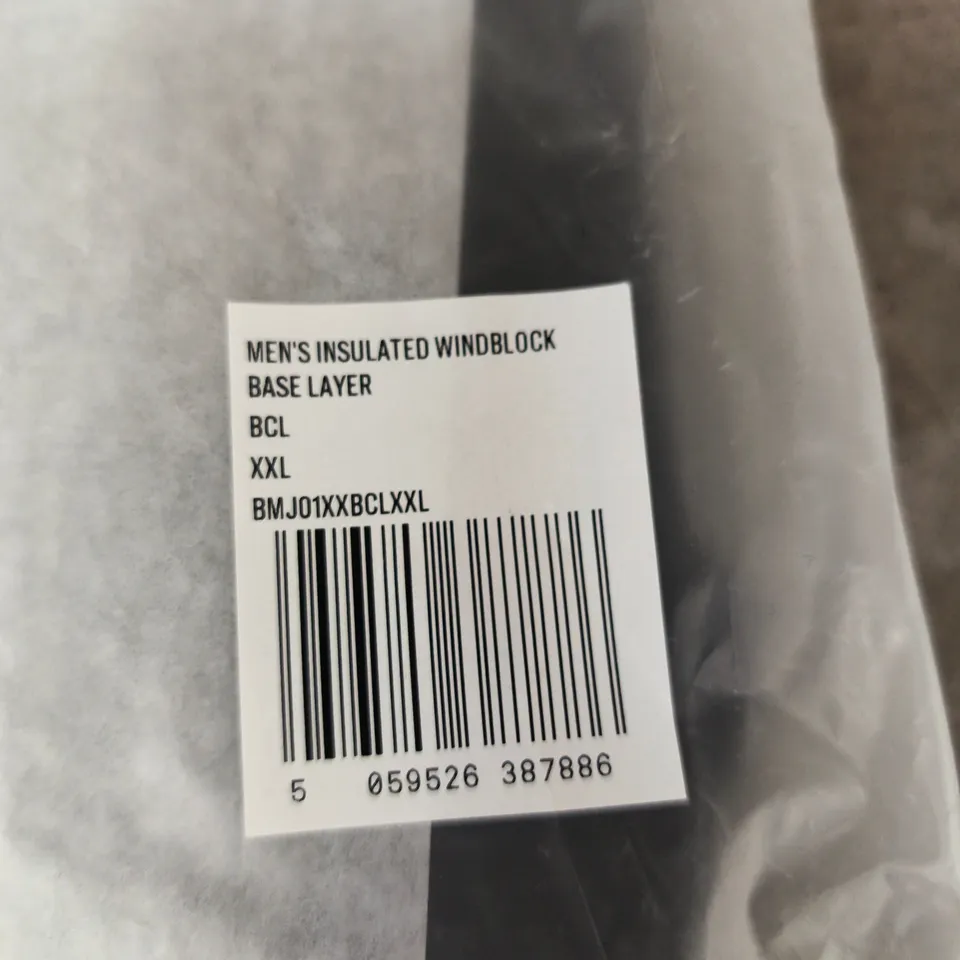 MEN'S INSULATED WINDBLOCK
BASE LAYER
BCL
XXL
BMJ01XXBCLXXL
5 059526 387886